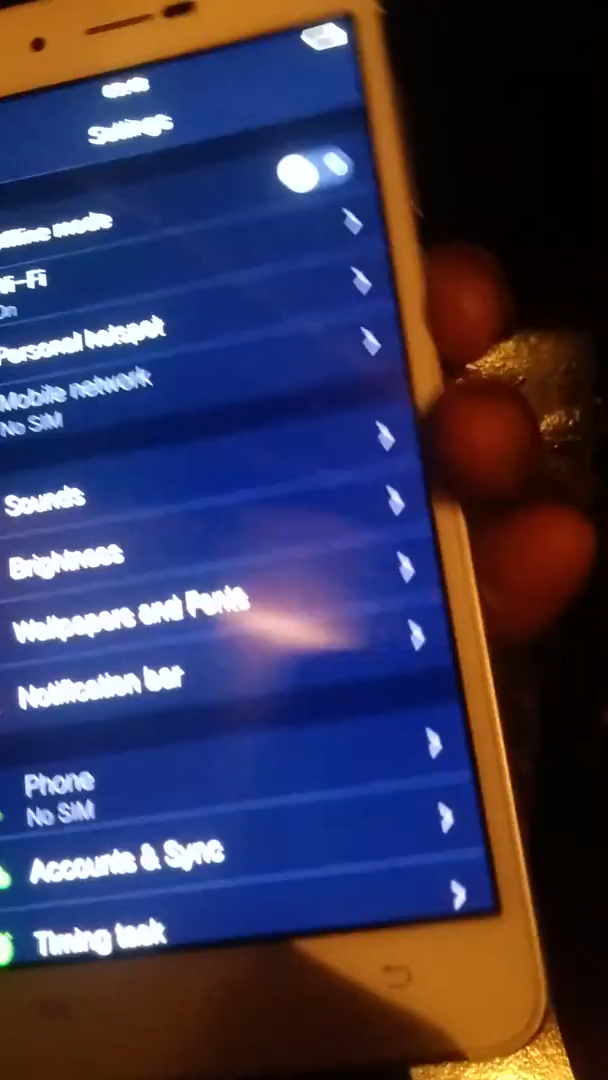 Settings
Wi-Fi
On
Personal hotspot
Mobile network
No SIM
Sounds
Brightness
Wallpapers and Fonts
Notification bar
Phone
No SIM
Accounts & Sync
Timing task